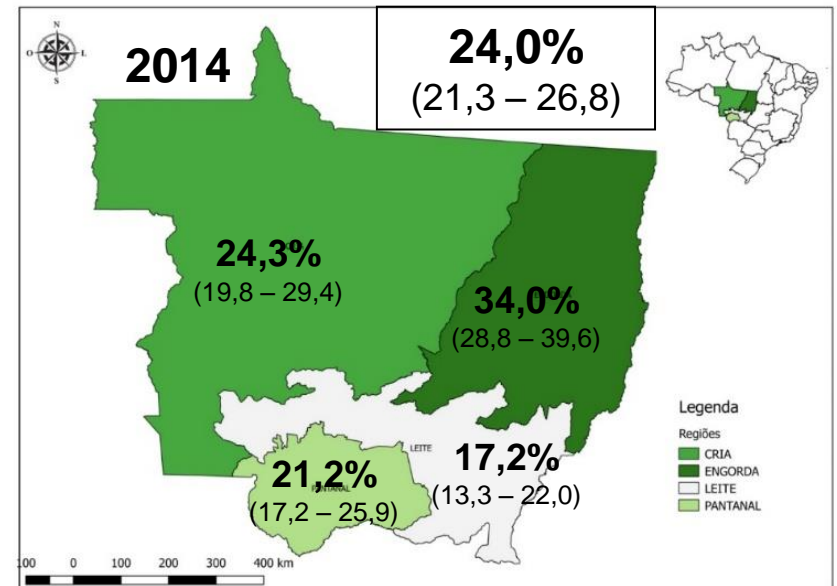 N
O L
S
2014
24,0%
(21,3 – 26,8)
24,3%
(19,8 – 29,4)
34,0%
(28,8 – 39,6)
LEITE
17,2%
(13,3 – 22,0)
21,2%
PANTANAL
(17,2 – 25,9)
Legenda
Regiões
CRIA
ENGORDA
LEITE
PANTANAL
100 0 100 200 300 400 km